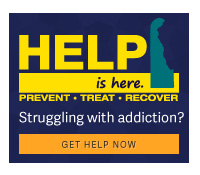 HELP
is here.
PREVENT • TREAT • RECOVER
Struggling with addiction?
GET HELP NOW